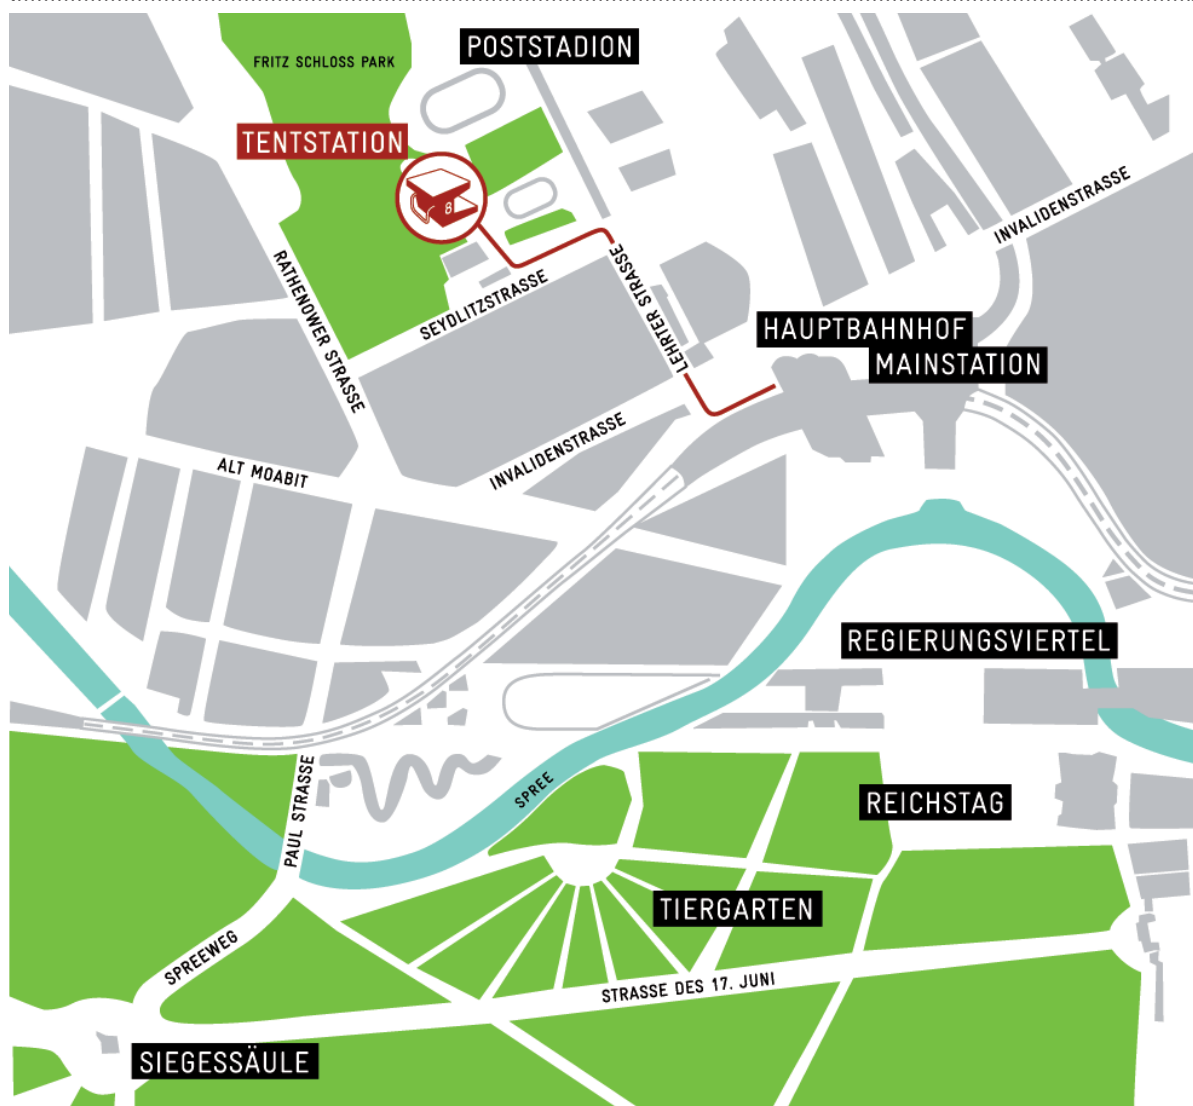 POSTSTADION
FRITZ SCHLOSS PARK
TENTSTATION
8
INVALIDENSTRASSE
RATHENOWER STRASSE
SEYDLITZSTRASSE
LEHRTER STRASSE
HAUPTBAHNHOF
MAINSTATION
INVALIDENSTRASSE
ALT MOABIT
REGIERUNGSVIERTEL
PAUL STRASSE
SPREE
REICHSTAG
TIERGARTEN
SPREEWEG
STRASSE DES 17. JUNI
SIEGESSÄULE